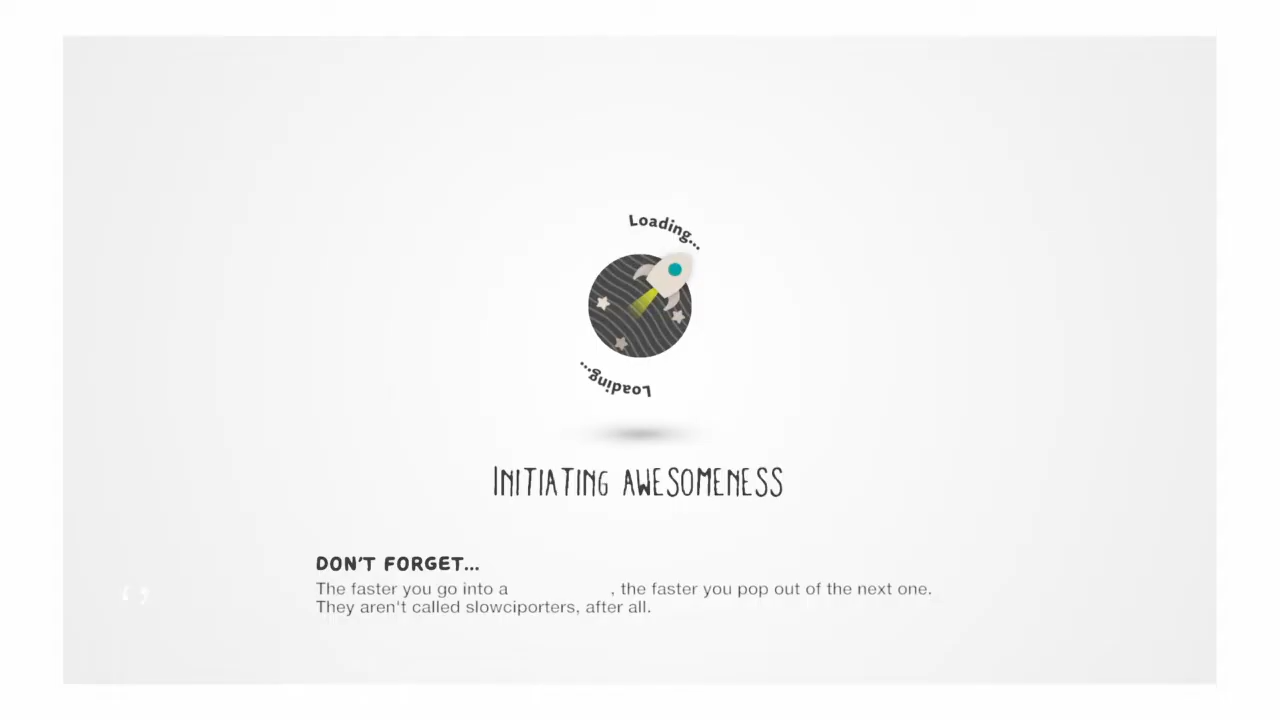 Loading...
Loading...
INITIATING AWESOMENESS
DON'T FORGET...
The faster you go into a , the faster you pop out of the next one.
They aren't called slowciporters, after all.